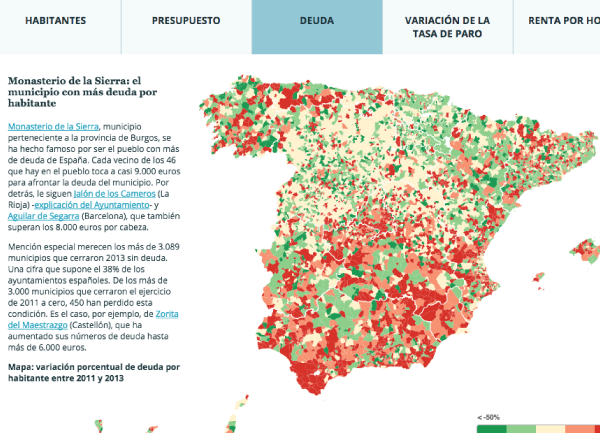 HABITANTES
PRESUPUESTO
DEUDA
VARIACIÓN DE LA
TASA DE PARO
RENTA POR HO
Monasterio de la Sierra: el
municipio con más deuda por
habitante
Monasterio de la Sierra, municipio
perteneciente a la provincia de Burgos, se
ha hecho famoso por ser el pueblo con más
de deuda de España. Cada vecino de los 46
que hay en el pueblo toca a casi 9.000 euros
para afrontar la deuda del municipio. Por
detrás, le siguen Jalón de los Cameros (La
Rioja) -explicación del Ayuntamiento- y
Aguilar de Segarra (Barcelona), que también
superan los 8.000 euros por cabeza.
Mención especial merecen los más de 3.089
municipios que cerraron 2013 sin deuda.
Una cifra que supone el 38% de los
ayuntamientos españoles. De los más de
3.000 municipios que cerraron el ejercicio
de 2011 a cero, 450 han perdido esta
condición. Es el caso, por ejemplo, de Zorita
del Maestrazgo (Castellón), que ha
aumentado sus números de deuda hasta
más de 6.000 euros.
Mapa: variación porcentual de deuda por
habitante entre 2011 y 2013
< -50%